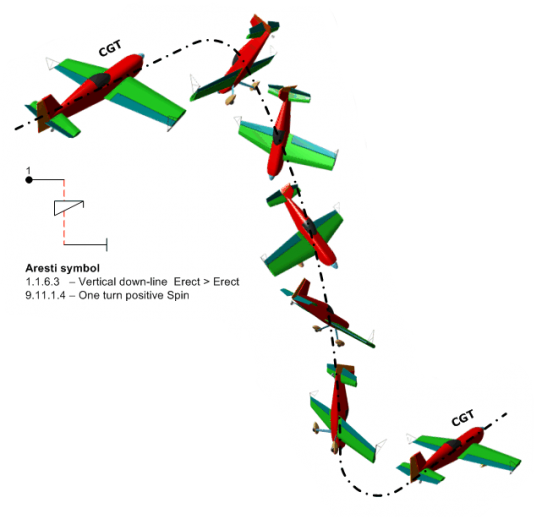 CGT
1
Aresti symbol
1.1.6.3 – Vertical down-line Erect > Erect
9.11.1.4 – One turn positive Spin
CGT